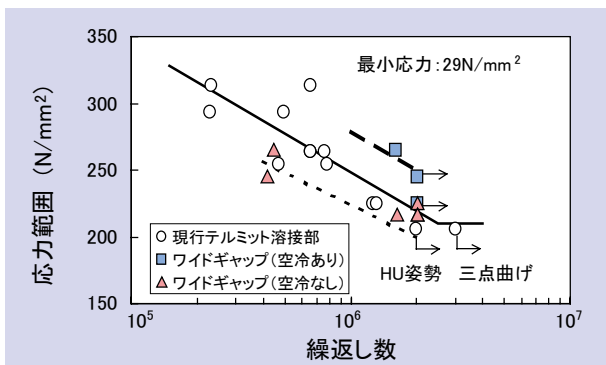 350
300
250
200
150
応力範囲 (N/mm²)
最小応力:29N/mm²
現行テルミット溶接部
ワイドギャップ(空冷あり)
ワイドギャップ(空冷なし)
HU姿勢 三点曲げ
10⁵
10⁶
10⁷
繰返し数